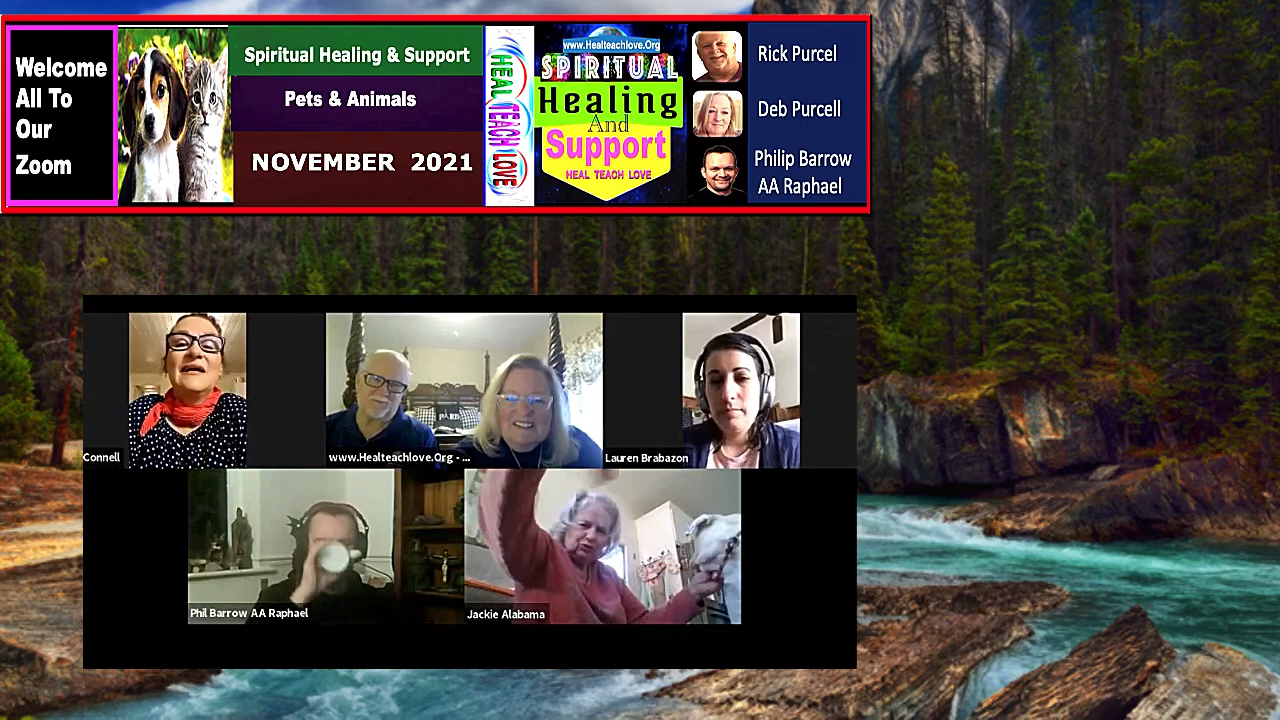 Welcome
All To
Our
Zoom
Spiritual Healing & Support
Pets & Animals
NOVEMBER 2021
HEAL TEACH LOVE
www.Healteachlove.Org
SPIRITUAL
Healing
And
Support
HEAL TEACH LOVE
Rick Purcel
Deb Purcell
Philip Barrow
AA Raphael
Connell
www.Healteachlove.Org - ...
Lauren Brabazon
PARIS
Phil Barrow AA Raphael
Jackie Alabama